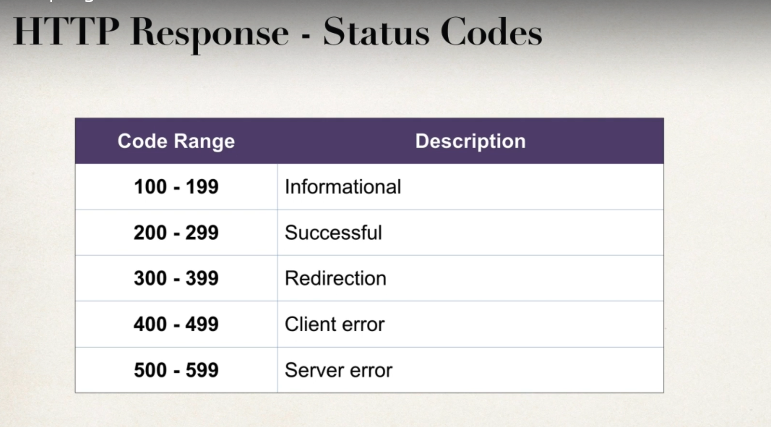 HTTP Response - Status Codes
Code Range Description
100 - 199 Informational
200 - 299 Successful
300 - 399 Redirection
400 - 499 Client error
500 - 599 Server error